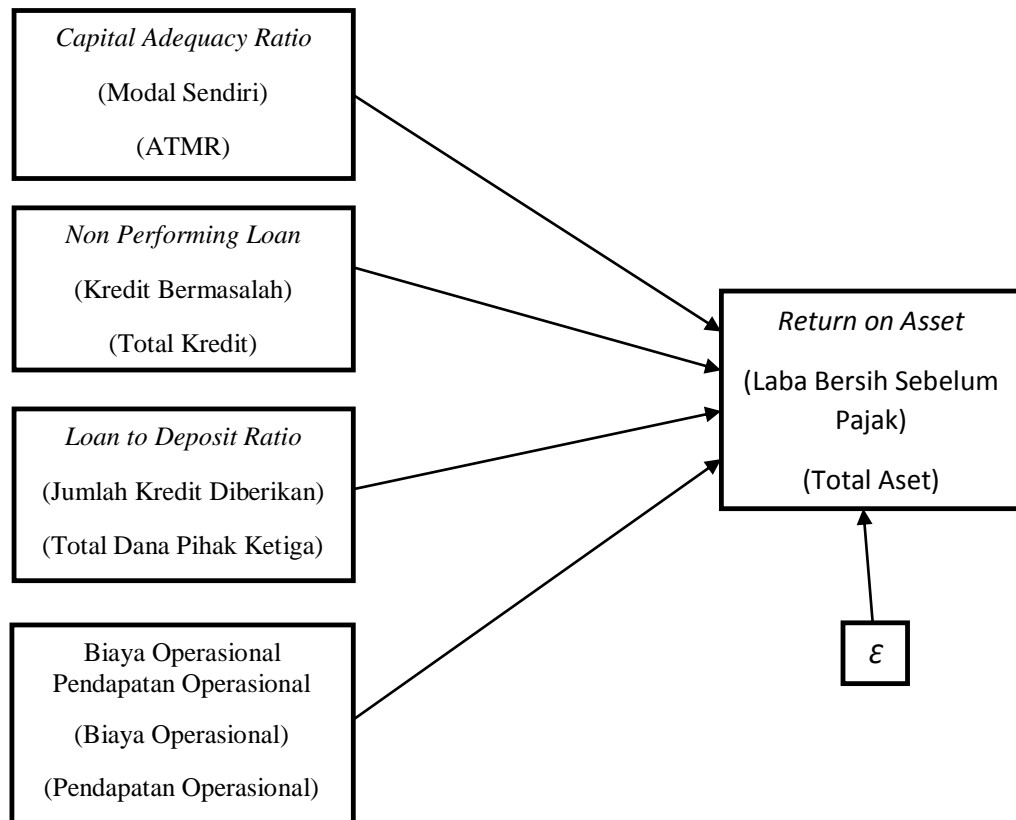 Capital Adequacy Ratio
(Modal Sendiri)
(ATMR)
Non Performing Loan
(Kredit Bermasalah)
(Total Kredit)
Loan to Deposit Ratio
(Jumlah Kredit Diberikan)
(Total Dana Pihak Ketiga)
Biaya Operasional
Pendapatan Operasional
(Biaya Operasional)
(Pendapatan Operasional)
Return on Asset
(Laba Bersih Sebelum
Pajak)
(Total Aset)
Ɛ